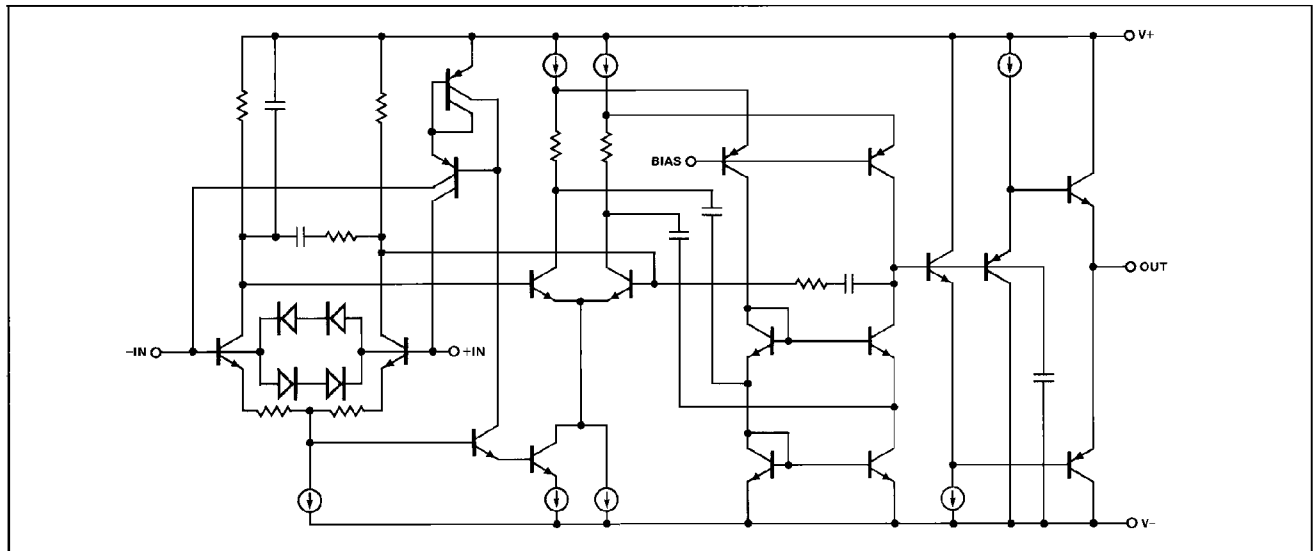 V+
BIAS
OUT
–IN
+IN
V–